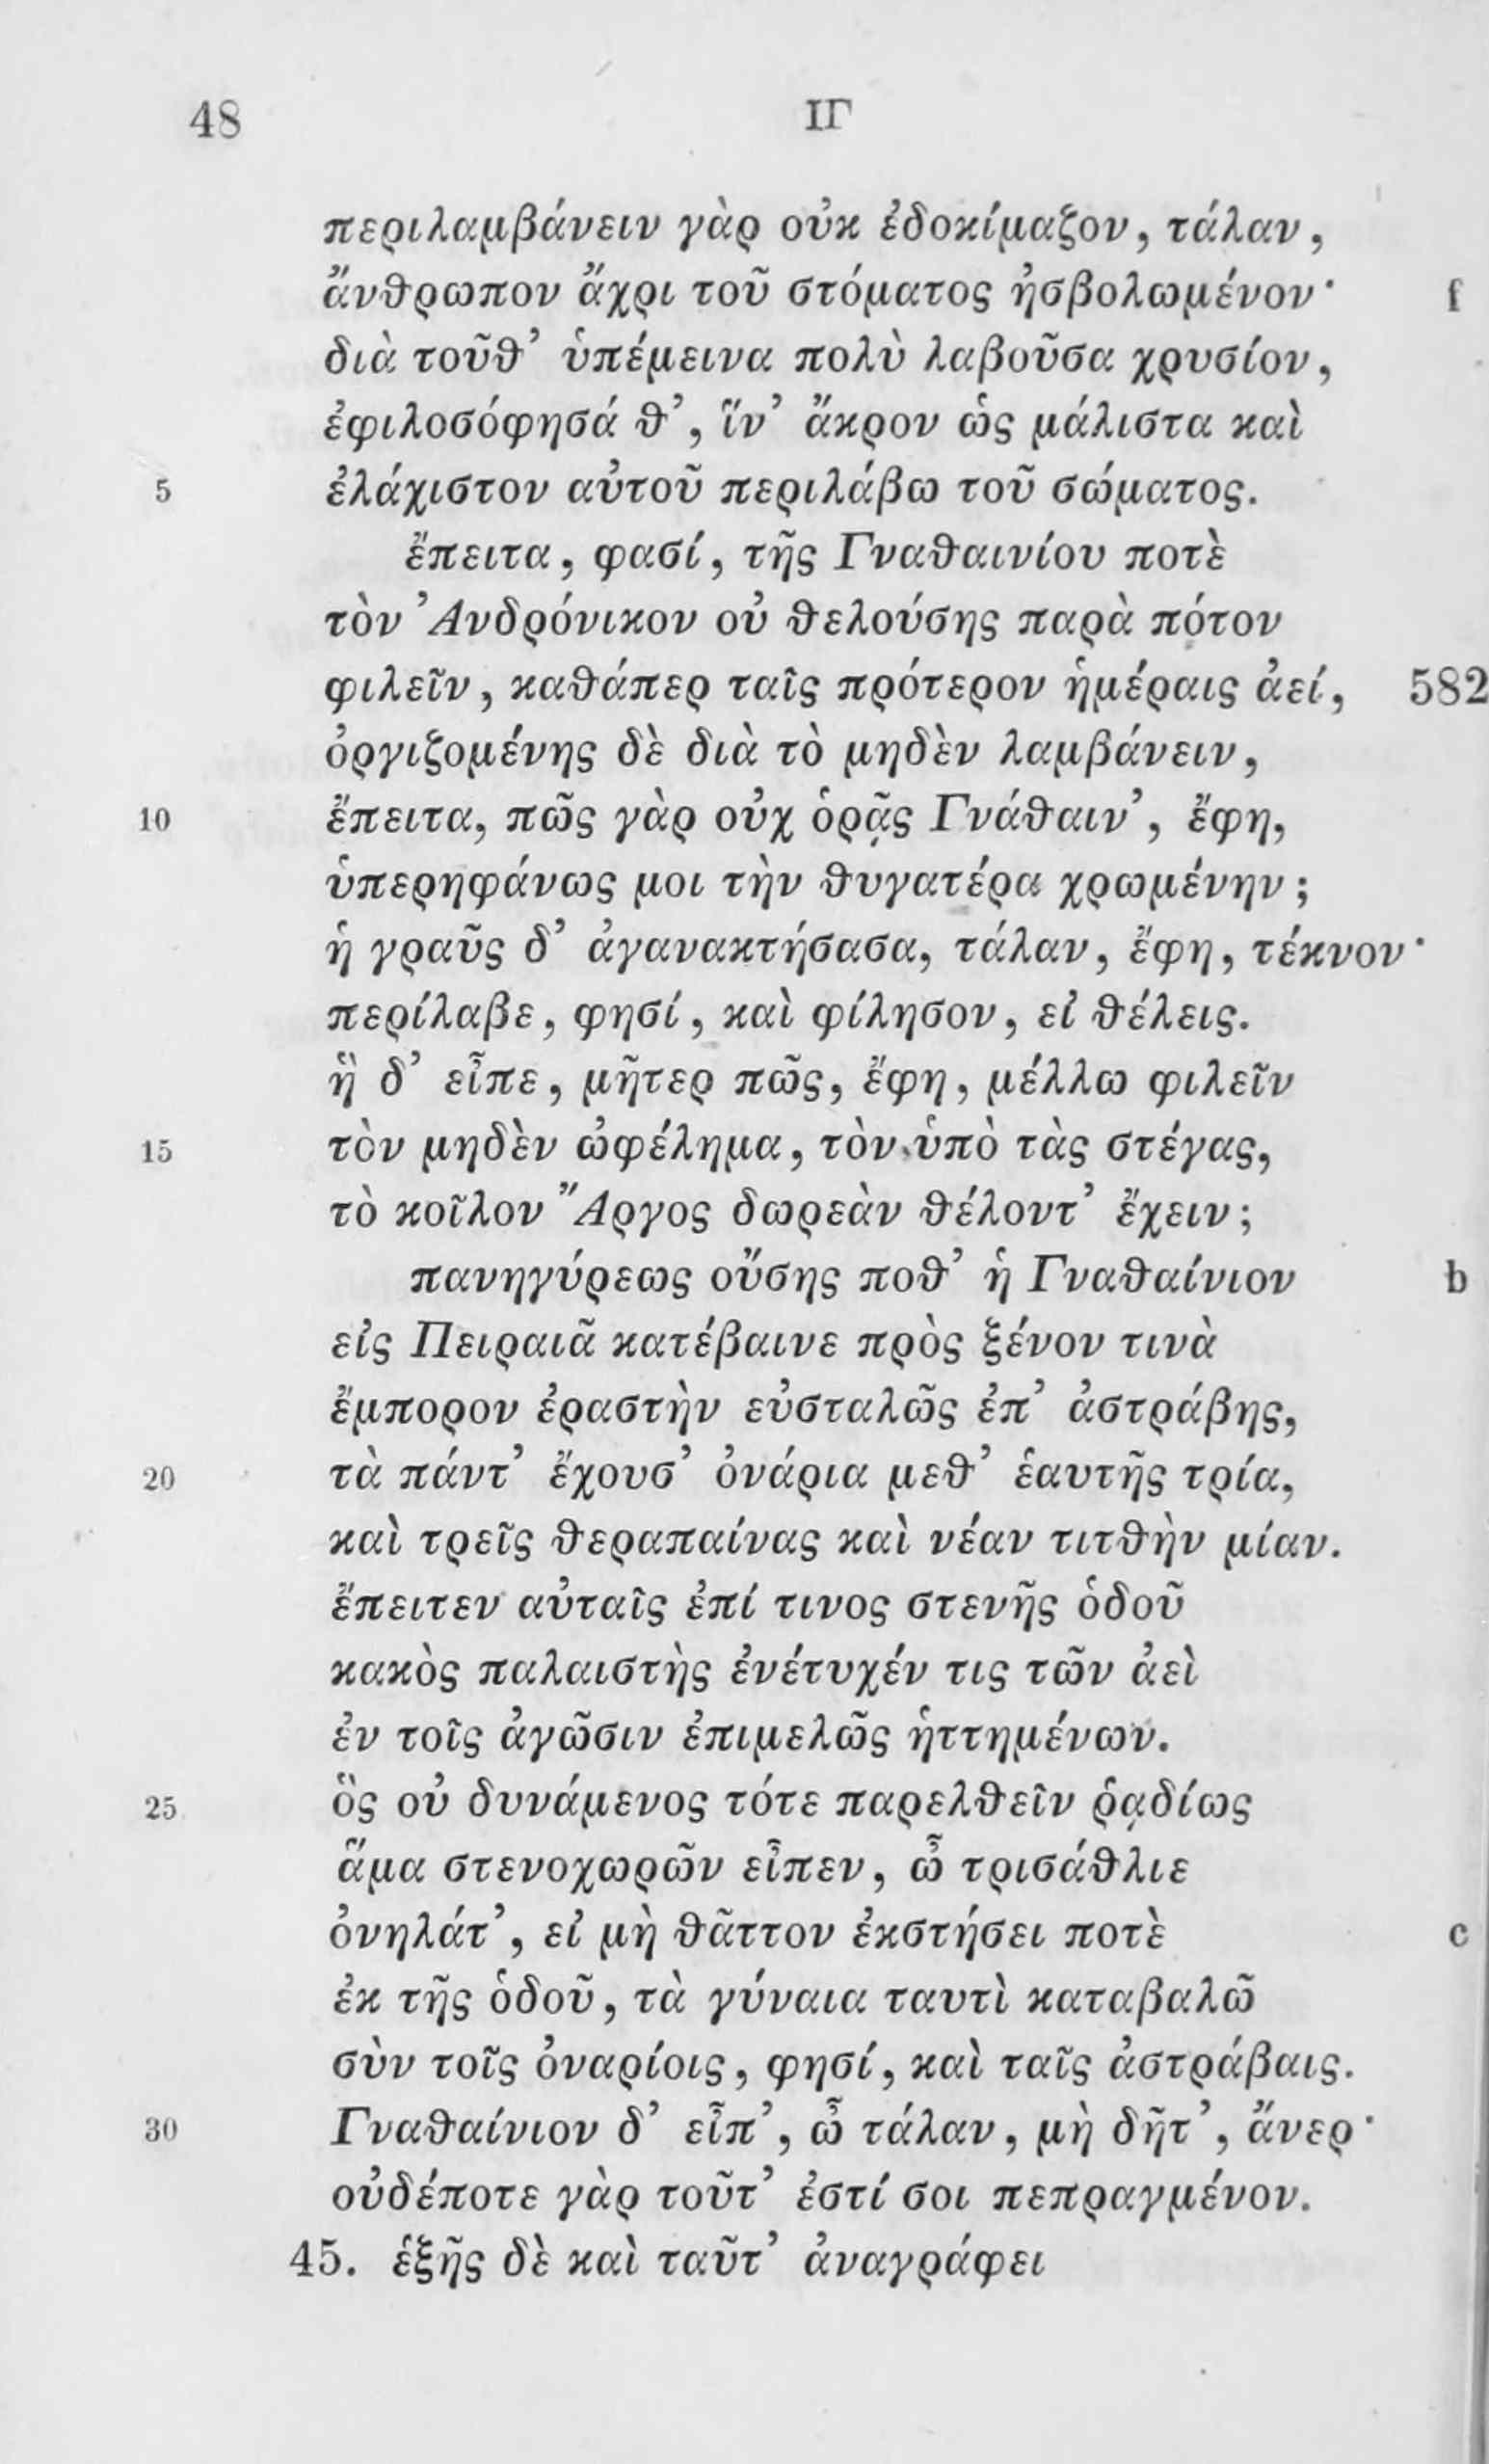 48 ΙΓ
περιλαμβάνειν γὰρ οὐκ ἐδοκίμαζον, τάλαν,
ἄνθρωπον ἄχρι τοῦ στόματος ἠσβολωμένον· f
διὰ τοῦθ’ ὑπέμεινα πολὺ λαβοῦσα χρυσίον,
ἐφιλοσόφησά θ’, ἵν’ ἄκρον ὡς μάλιστα καὶ
5 ἐλάχιστον αὐτοῦ περιλάβω τοῦ σώματος.
ἔπειτα, φασί, τῆς Γναθαινίου ποτὲ
τὸν Ἀνδρόνικον οὐ θελούσης παρὰ πότον
φιλεῖν, καθάπερ ταῖς πρότερον ἡμέραις ἀεί, 582
ὀργιζομένης δὲ διὰ τὸ μηδὲν λαμβάνειν,
10 ἔπειτα, πῶς γὰρ οὐχ ὁρᾷς Γνάθαιν’, ἔφη,
ὑπερηφάνως μοι τὴν θυγατέρα χρωμένην;
ἡ γραῦς δ’ ἀγανακτήσασα, τάλαν, ἔφη, τέκνον·
περίλαβε, φησί, καὶ φίλησον, εἰ θέλεις.
ἣ δ’ εἶπε, μῆτερ πῶς, ἔφη, μέλλω φιλεῖν
15 τὸν μηδὲν ὠφέλημα, τὸν ὑπὸ τὰς στέγας,
τὸ κοῖλον Ἄργος δωρεὰν θέλοντ’ ἔχειν;
πανηγύρεως οὔσης ποθ’ ἡ Γναθαίνιον b
εἰς Πειραιᾶ κατέβαινε πρὸς ξένον τινὰ
ἔμπορον ἐραστὴν εὐσταλῶς ἐπ’ ἀστράβης,
20 τὰ πάντ’ ἔχουσ’ ὀνάρια μεθ’ ἑαυτῆς τρία,
καὶ τρεῖς θεραπαίνας καὶ νέαν τιτθὴν μίαν.
ἔπειτεν αὐταῖς ἐπί τινος στενῆς ὁδοῦ
κακὸς παλαιστὴς ἐνέτυχέν τις τῶν ἀεὶ
ἐν τοῖς ἀγῶσιν ἐπιμελῶς ἡττημένων.
25 ὃς οὐ δυνάμενος τότε παρελθεῖν ῥᾳδίως
ἅμα στενοχωρῶν εἶπεν, ὦ τρισάθλιε
ὀνηλάτ’, εἰ μὴ θᾶττον ἐκστήσει ποτὲ c
ἐκ τῆς ὁδοῦ, τὰ γύναια ταυτὶ καταβαλῶ
σὺν τοῖς ὀναρίοις, φησί, καὶ ταῖς ἀστράβαις.
30 Γναθαίνιον δ’ εἶπ’, ὦ τάλαν, μὴ δῆτ’, ἄνερ·
οὐδέποτε γὰρ τοῦτ’ ἐστί σοι πεπραγμένον.
45. ἑξῆς δὲ καὶ ταῦτ’ ἀναγράφει